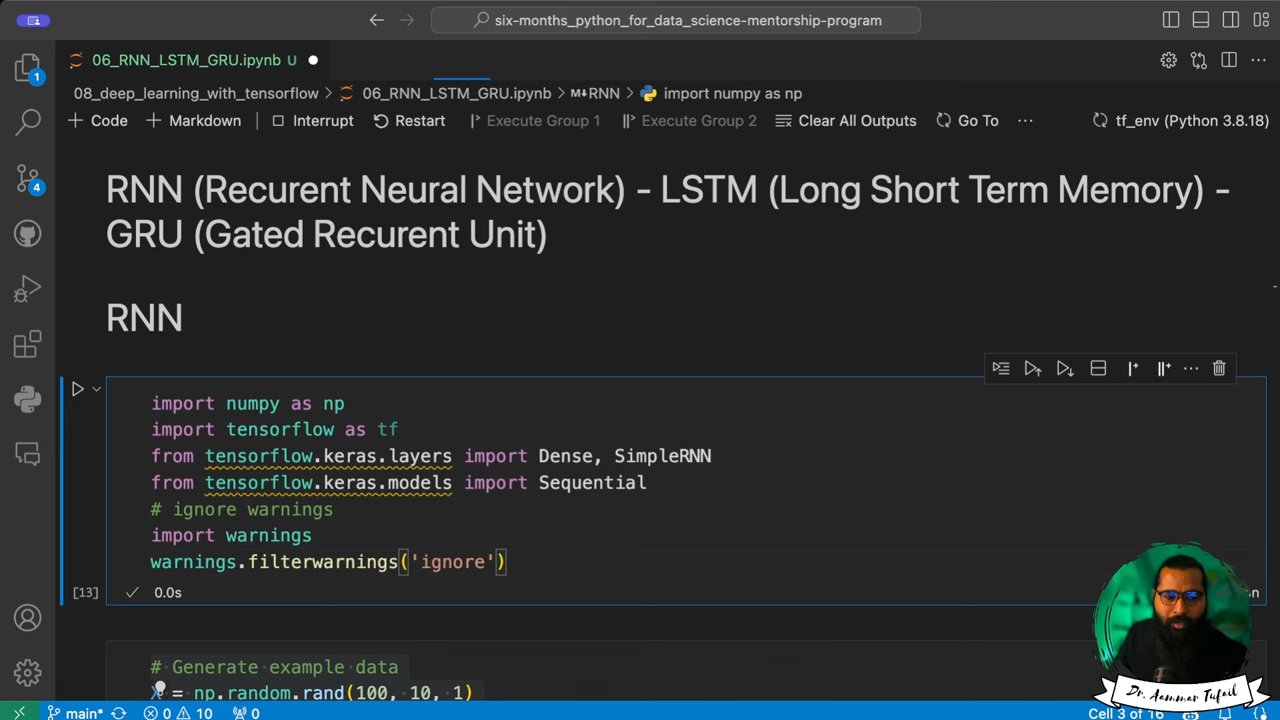 six-months_python_for_data_science-mentorship-program
06_RNN_LSTM_GRU.ipynb U
1
08_deep_learning_with_tensorflow > 06_RNN_LSTM_GRU.ipynb > M↓RNN > import numpy as np
+ Code + Markdown | Interrupt Restart Execute Group 1 Execute Group 2 Clear All Outputs Go To ··· tf_env (Python 3.8.18)
4
RNN (Recurent Neural Network) - LSTM (Long Short Term Memory) -
GRU (Gated Recurent Unit)
RNN
import numpy as np
import tensorflow as tf
from tensorflow.keras.layers import Dense, SimpleRNN
from tensorflow.keras.models import Sequential
# ignore warnings
import warnings
warnings.filterwarnings('ignore')
[13] 0.0s
# Generate example data
X = np.random.rand(100, 10, 1)
Dr. Aammar Tufail
main* 0 10 0 Cell 3 of 16